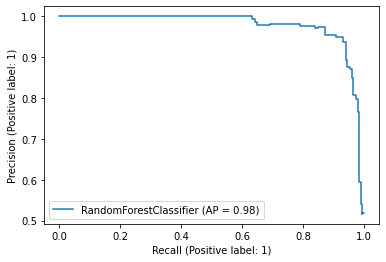 1.0
0.9
0.8
0.7
0.6
0.5
Precision (Positive label: 1)
RandomForestClassifier (AP = 0.98)
0.0 0.2 0.4 0.6 0.8 1.0
Recall (Positive label: 1)